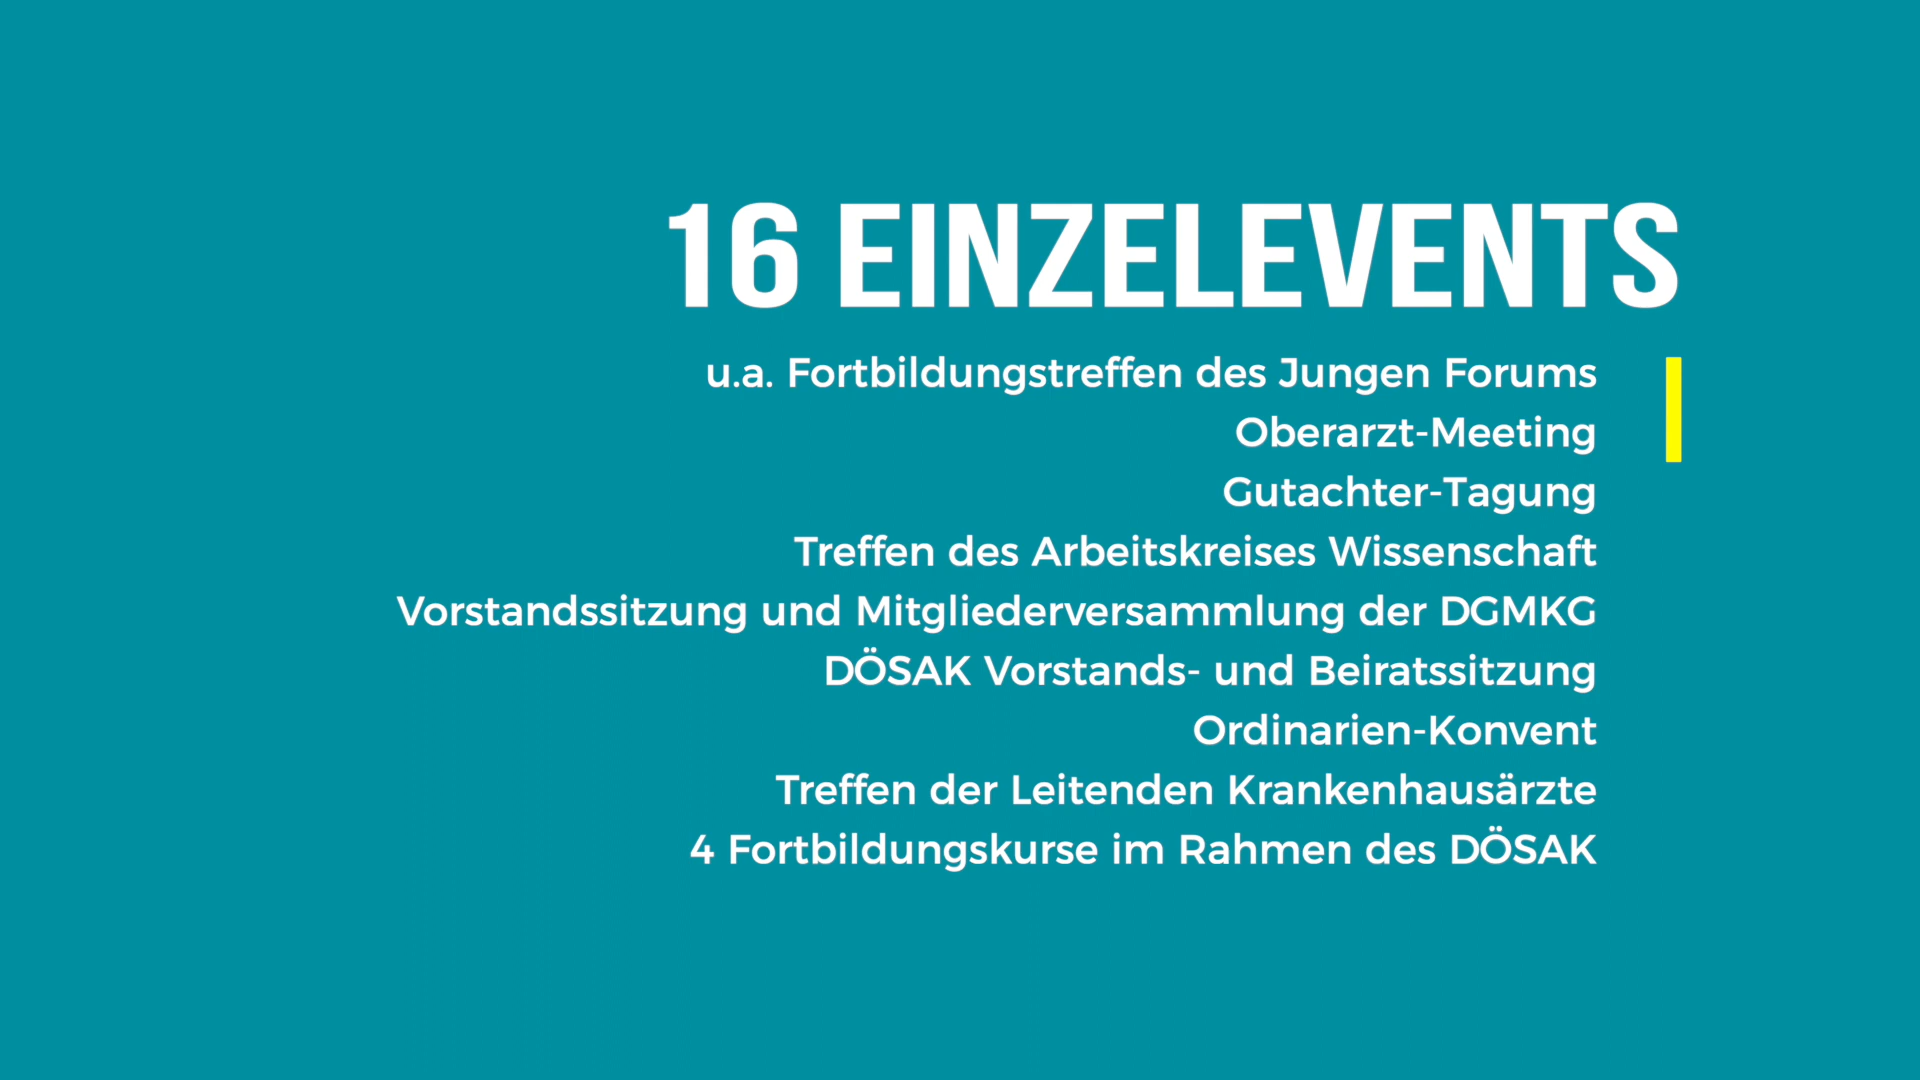 16 EINZELEVENTS
u.a. Fortbildungstreffen des Jungen Forums
Oberarzt-Meeting
Gutachter-Tagung
Treffen des Arbeitskreises Wissenschaft
Vorstandssitzung und Mitgliederversammlung der DGMKG
DÖSAK Vorstands- und Beiratssitzung
Ordinarien-Konvent
Treffen der Leitenden Krankenhausärzte
4 Fortbildungskurse im Rahmen des DÖSAK